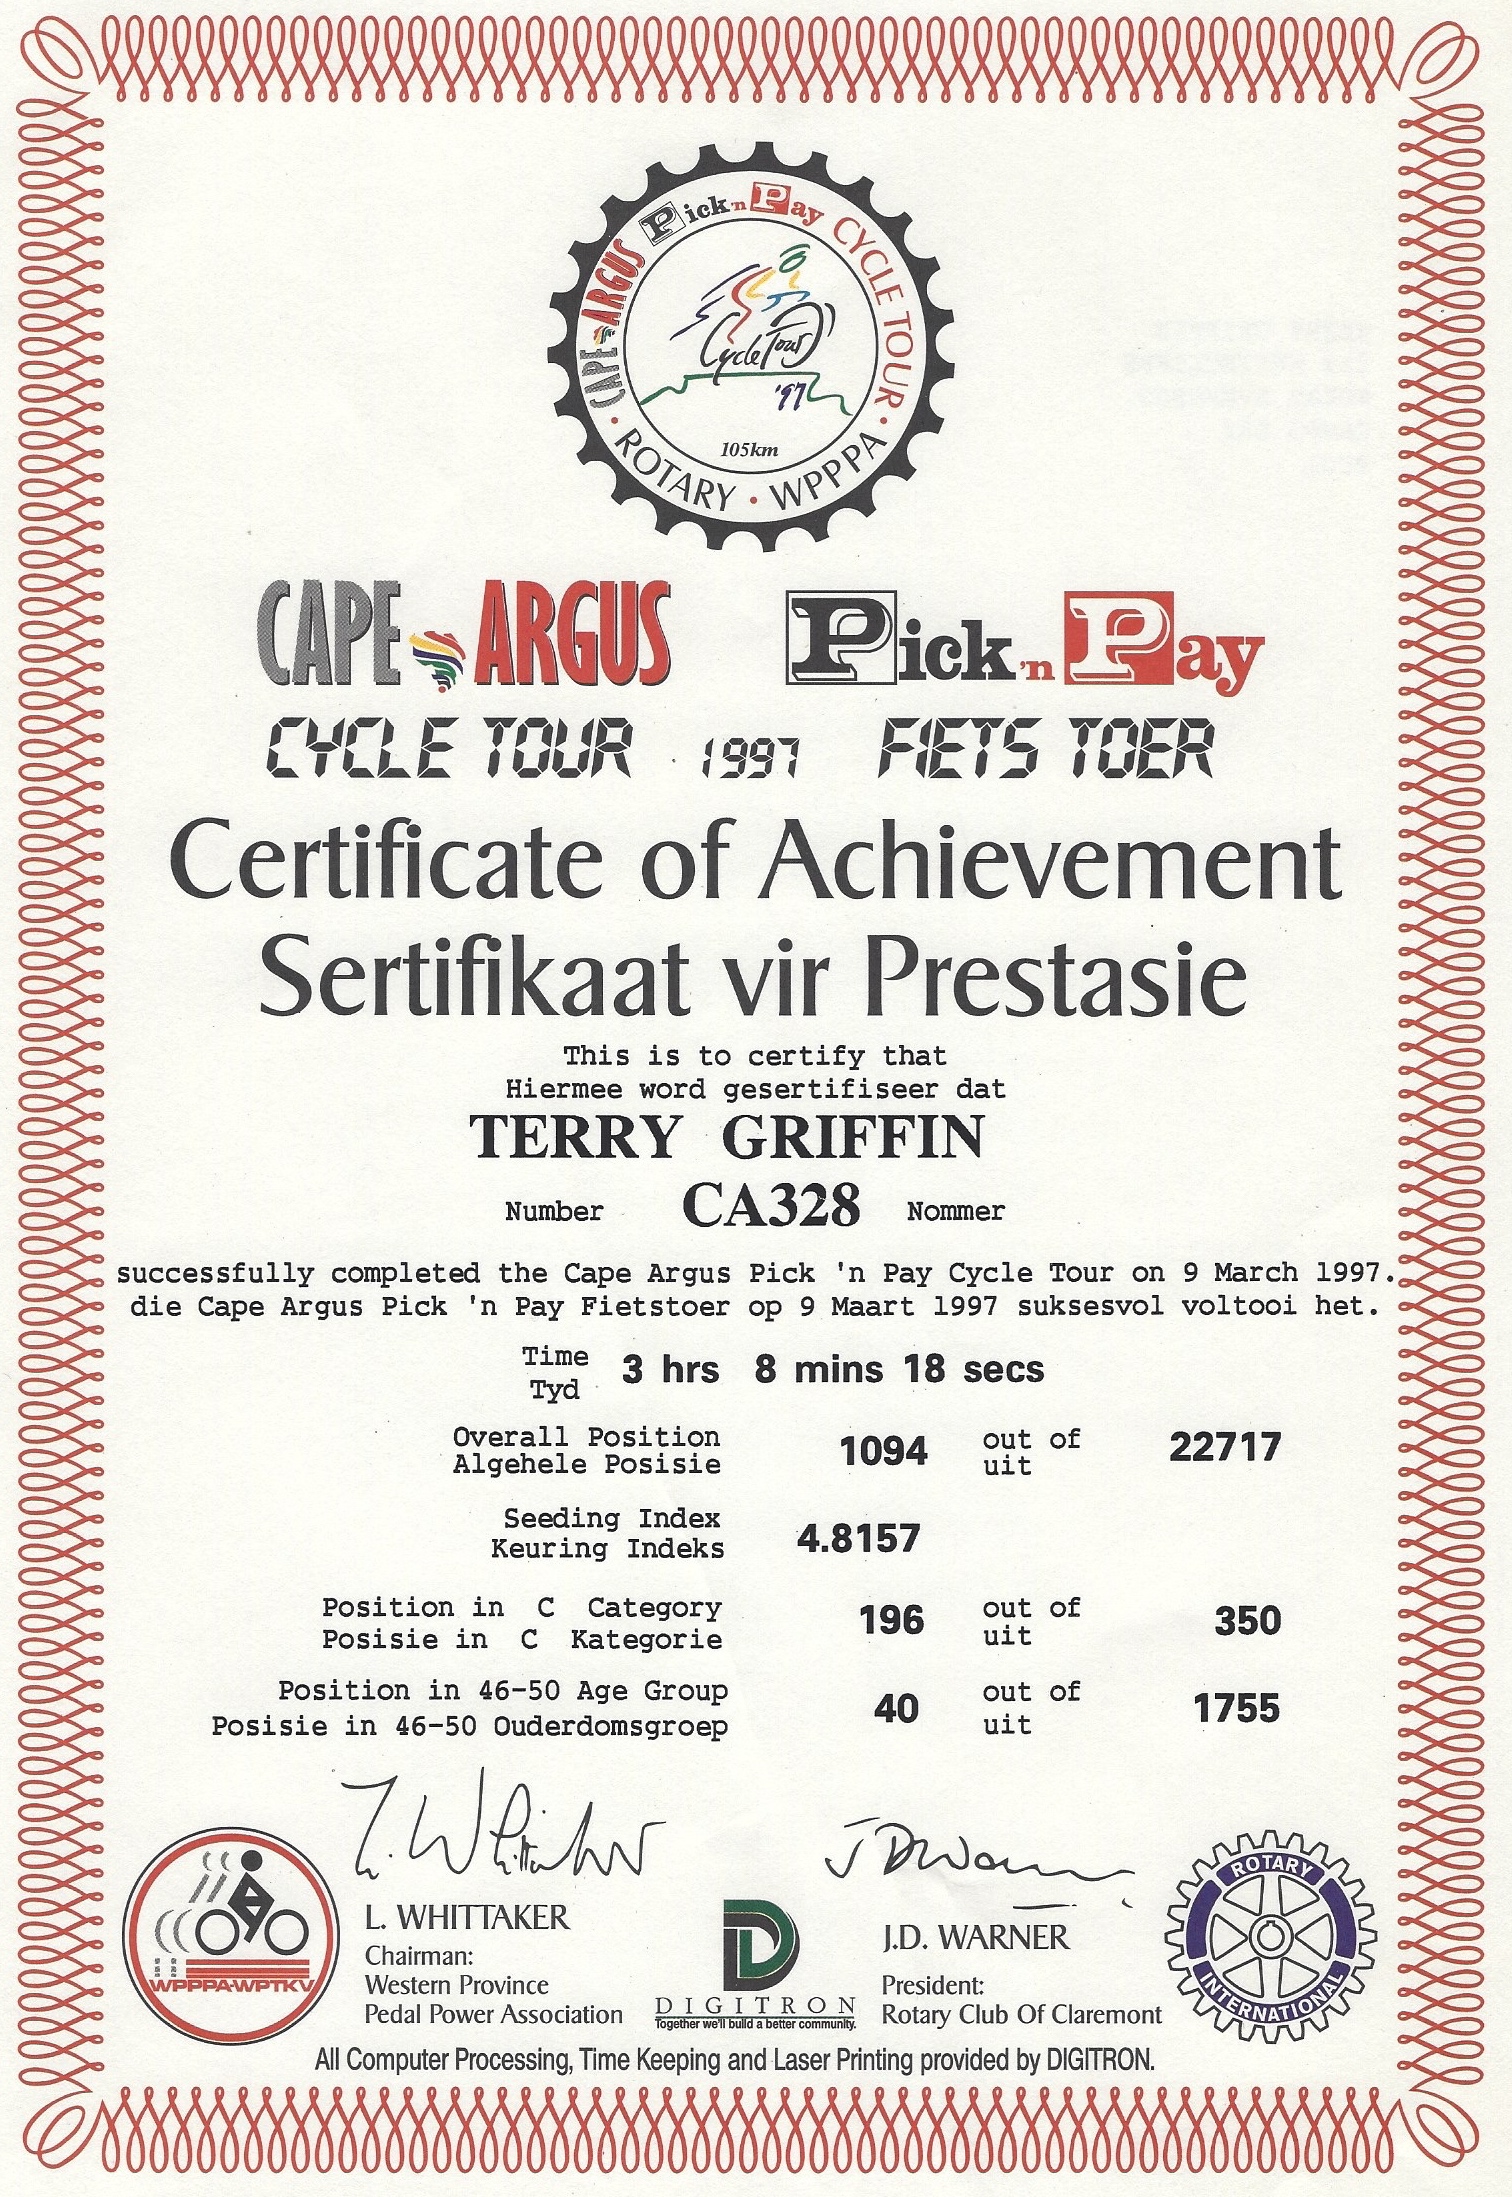 CAPE ARGUS Pick 'n Pay CYCLE TOUR
Cycle Tour
'97
105km
· ROTARY · WPPPA ·
CAPE ARGUS Pick 'n Pay
CYCLE TOUR 1997 FIETS TOER
Certificate of Achievement
Sertifikaat vir Prestasie
This is to certify that
Hiermee word gesertifiseer dat
TERRY GRIFFIN
Number CA328 Nommer
successfully completed the Cape Argus Pick 'n Pay Cycle Tour on 9 March 1997.
die Cape Argus Pick 'n Pay Fietstoer op 9 Maart 1997 suksesvol voltooi het.
Time
Tyd
3 hrs 8 mins 18 secs
Overall Position 1094 out of 22717
Algehele Posisie uit
Seeding Index 4.8157
Keuring Indeks
Position in C Category 196 out of 350
Posisie in C Kategorie uit
Position in 46-50 Age Group 40 out of 1755
Posisie in 46-50 Ouderdomsgroep uit
L. Whittaker
J D Warner
WPPPA-WPTKV
L. WHITTAKER
Chairman:
Western Province
Pedal Power Association
DIGITRON
Together we'll build a better community.
J.D. WARNER
President:
Rotary Club Of Claremont
ROTARY
INTERNATIONAL
All Computer Processing, Time Keeping and Laser Printing provided by DIGITRON.